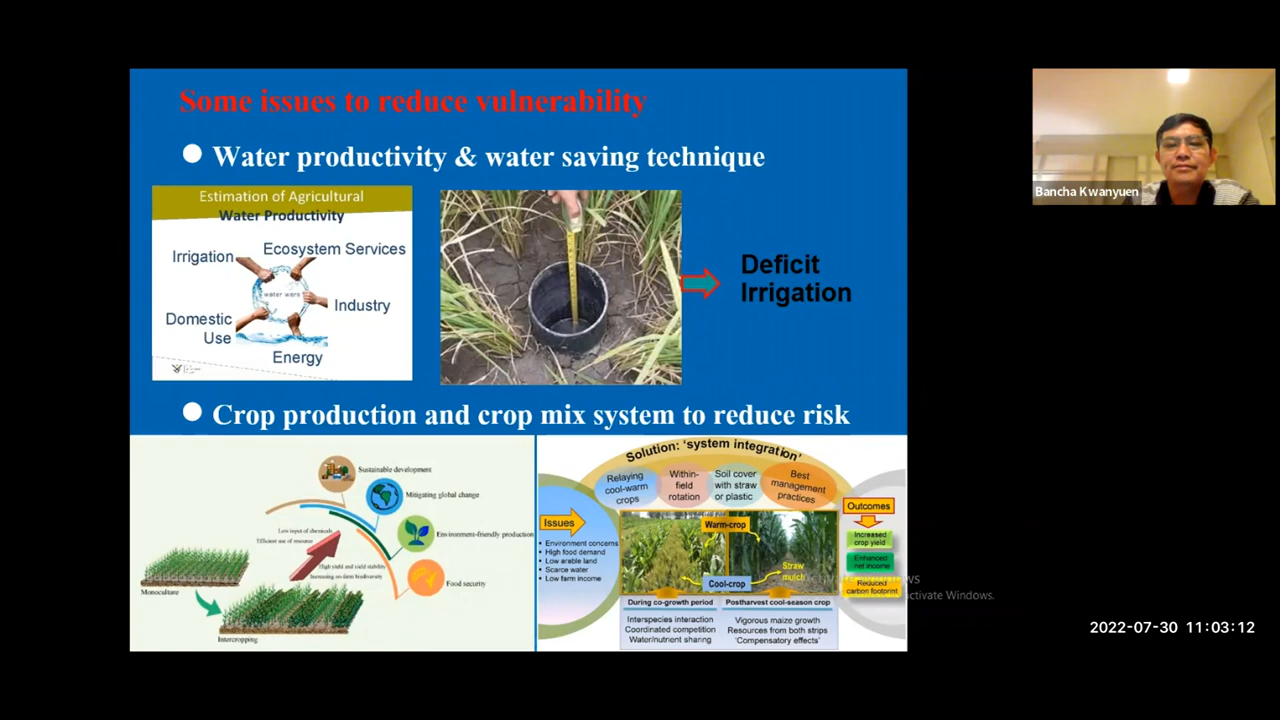 Some issues to reduce vulnerability
Water productivity & water saving technique
Estimation of Agricultural
Water Productivity
Irrigation
Ecosystem Services
Industry
Domestic
Use
Energy
Deficit
Irrigation
Crop production and crop mix system to reduce risk
Sustainable development
Mitigating global change
Environment-friendly production
Food security
Low input of chemicals
Efficient use of resource
High yield and yield stability
Increasing on-farm biodiversity
Monoculture
Intercropping
Solution: 'system integration'
Relaying
cool-warm
crops
Within-
field
rotation
Soil cover
with straw
or plastic
Best
management
practices
Issues
• Environment concerns
• High food demand
• Low arable land
• Scarce water
• Low farm income
Warm-crop
Cool-crop
Straw
mulch
Outcomes
Increased
crop yield
Enhanced
net income
Reduced
carbon footprint
During co-growth period
Interspecies interaction
Coordinated competition
Water/nutrient sharing
Postharvest cool-season crop
Vigorous maize growth
Resources from both strips
'Compensatory effects'
Bancha Kwanyuen
2022-07-30 11:03:12